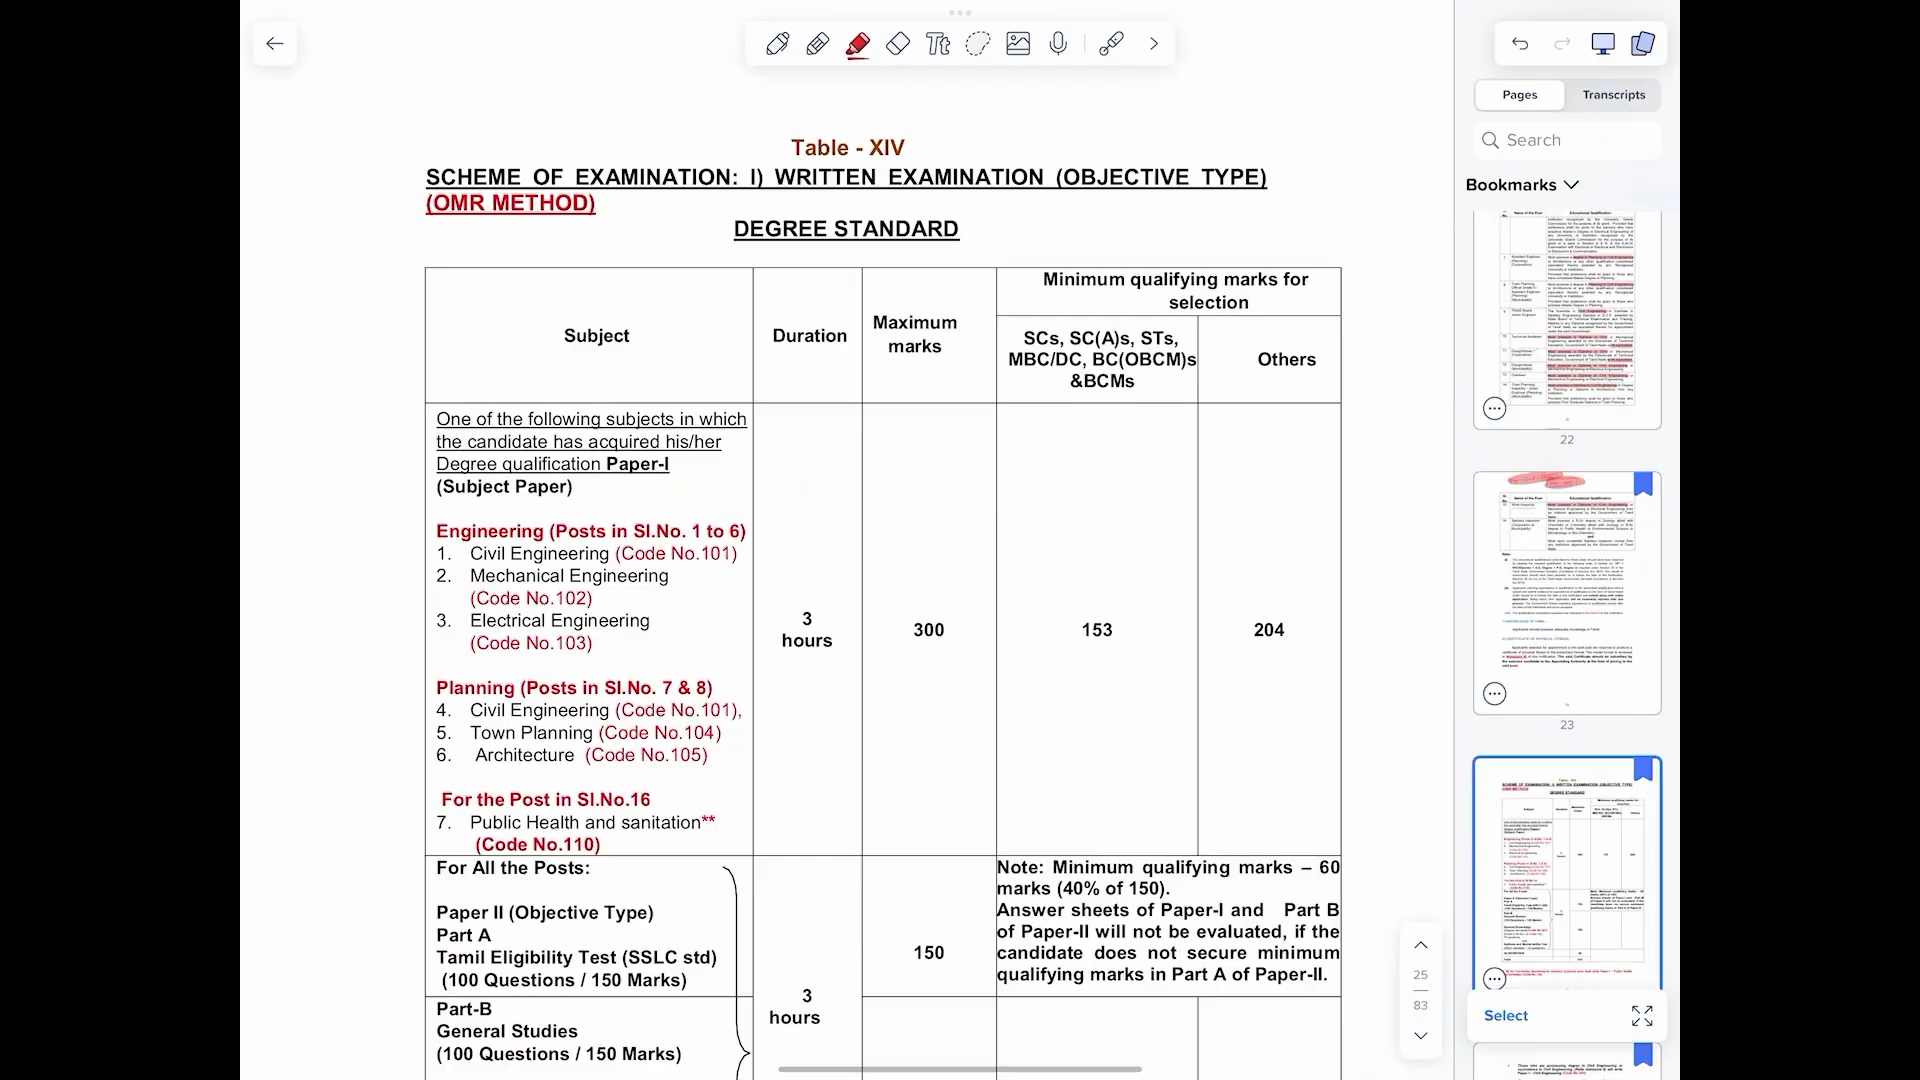 Table - XIV
SCHEME OF EXAMINATION: I) WRITTEN EXAMINATION (OBJECTIVE TYPE)
(OMR METHOD)
DEGREE STANDARD
Subject
Duration
Maximum
marks
Minimum qualifying marks for
selection
SCs, SC(A)s, STs,
MBC/DC, BC(OBCM)s
&BCMs
Others
One of the following subjects in which
the candidate has acquired his/her
Degree qualification Paper-I
(Subject Paper)
Engineering (Posts in Sl.No. 1 to 6)
1. Civil Engineering (Code No.101)
2. Mechanical Engineering
(Code No.102)
3. Electrical Engineering
(Code No.103)
Planning (Posts in Sl.No. 7 & 8)
4. Civil Engineering (Code No.101),
5. Town Planning (Code No.104)
6. Architecture (Code No.105)
For the Post in Sl.No.16
7. Public Health and sanitation**
(Code No.110)
3
hours
300
153
204
For All the Posts:
Paper II (Objective Type)
Part A
Tamil Eligibility Test (SSLC std)
(100 Questions / 150 Marks)
150
Note: Minimum qualifying marks – 60
marks (40% of 150).
Answer sheets of Paper-I and Part B
of Paper-II will not be evaluated, if the
candidate does not secure minimum
qualifying marks in Part A of Paper-II.
3
hours
Part-B
General Studies
(100 Questions / 150 Marks)
25
83
Tt
Pages
Transcripts
Search
Bookmarks
22
23
Select